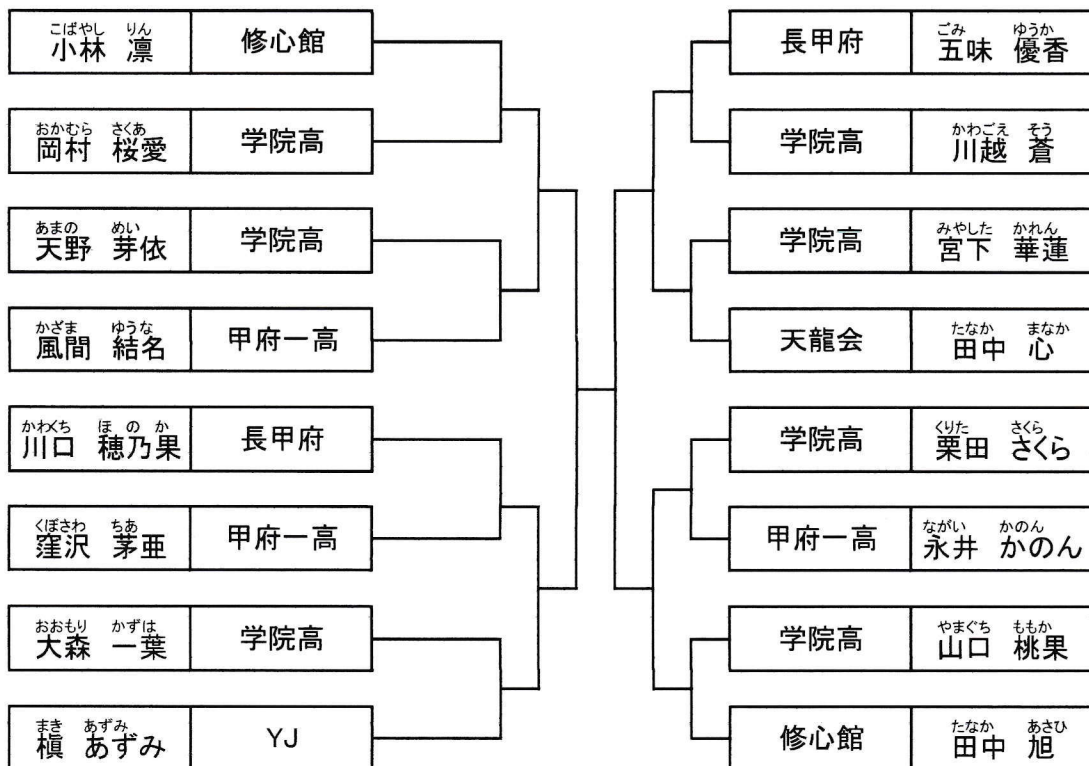 こばやし りん
小林 凛 修心館
おかむら さくあ
岡村 桜愛 学院高
あまの めい
天野 芽依 学院高
かざま ゆうな
風間 結名 甲府一高
かわくち ほのか
川口 穂乃果 長甲府
くぼさわ ちあ
窪沢 茅亜 甲府一高
おおもり かずは
大森 一葉 学院高
まき あずみ
槇 あずみ YJ
ごみ ゆうか
長甲府 五味 優香
かわごえ そう
学院高 川越 蒼
みやした かれん
学院高 宮下 華蓮
たなか まなか
天龍会 田中 心
くりた さくら
学院高 栗田 さくら
ながい かのん
甲府一高 永井 かのん
やまぐち ももか
学院高 山口 桃果
たなか あさひ
修心館 田中 旭